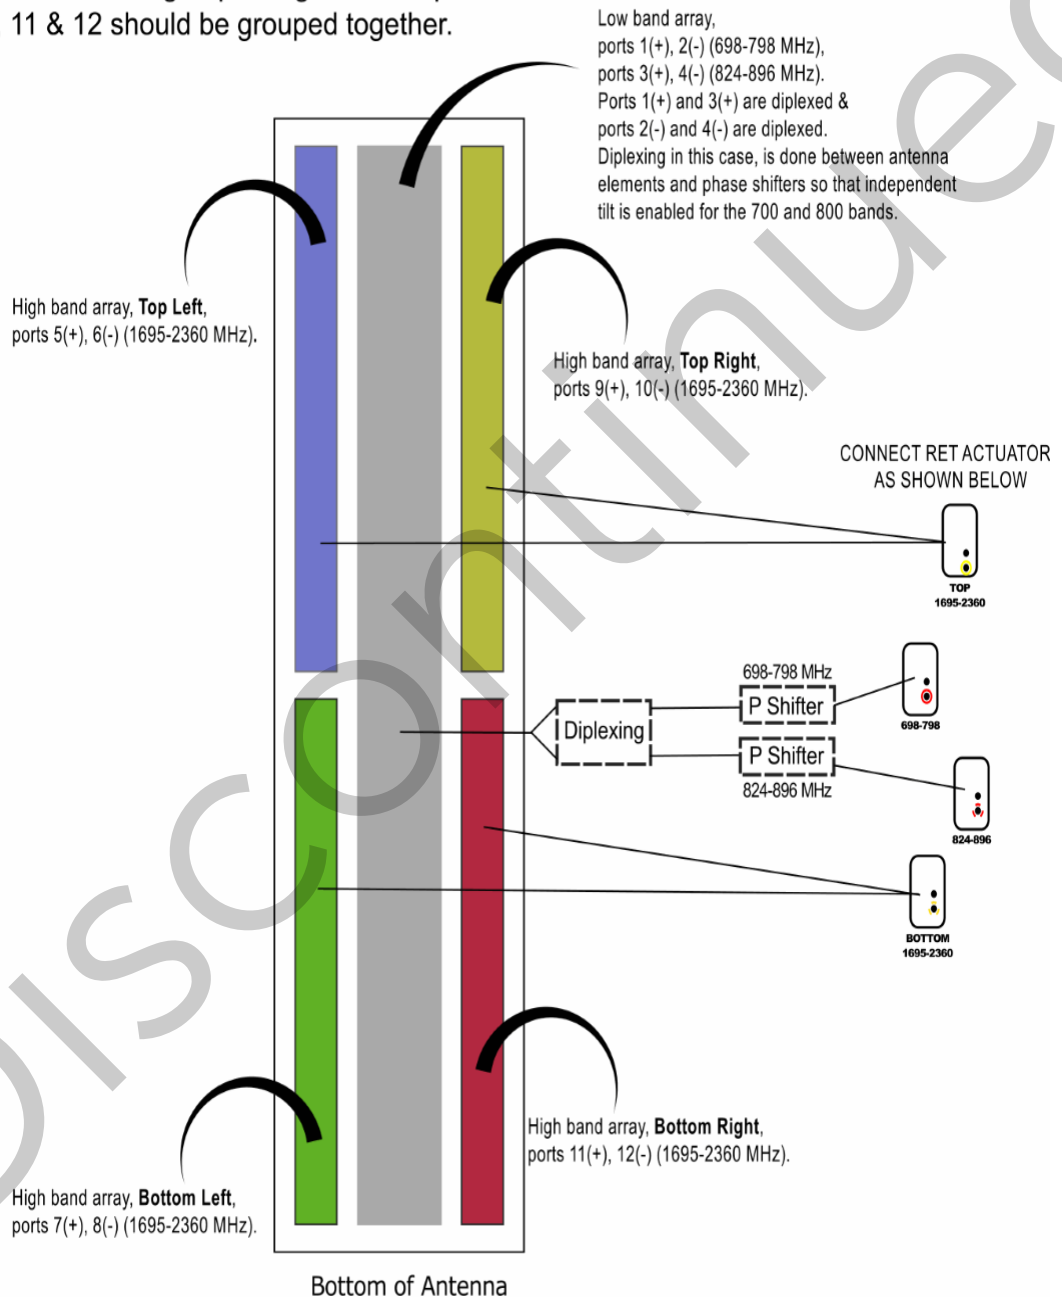 11 & 12 should be grouped together.
Low band array,
ports 1(+), 2(-) (698-798 MHz),
ports 3(+), 4(-) (824-896 MHz).
Ports 1(+) and 3(+) are diplexed &
ports 2(-) and 4(-) are diplexed.
Diplexing in this case, is done between antenna
elements and phase shifters so that independent
tilt is enabled for the 700 and 800 bands.
High band array, Top Left,
ports 5(+), 6(-) (1695-2360 MHz).
High band array, Top Right,
ports 9(+), 10(-) (1695-2360 MHz).
CONNECT RET ACTUATOR
AS SHOWN BELOW
TOP
1695-2360
698-798 MHz
P Shifter
698-798
Diplexing
P Shifter
824-896 MHz
824-896
BOTTOM
1695-2360
High band array, Bottom Right,
ports 11(+), 12(-) (1695-2360 MHz).
High band array, Bottom Left,
ports 7(+), 8(-) (1695-2360 MHz).
Bottom of Antenna
Discontinued